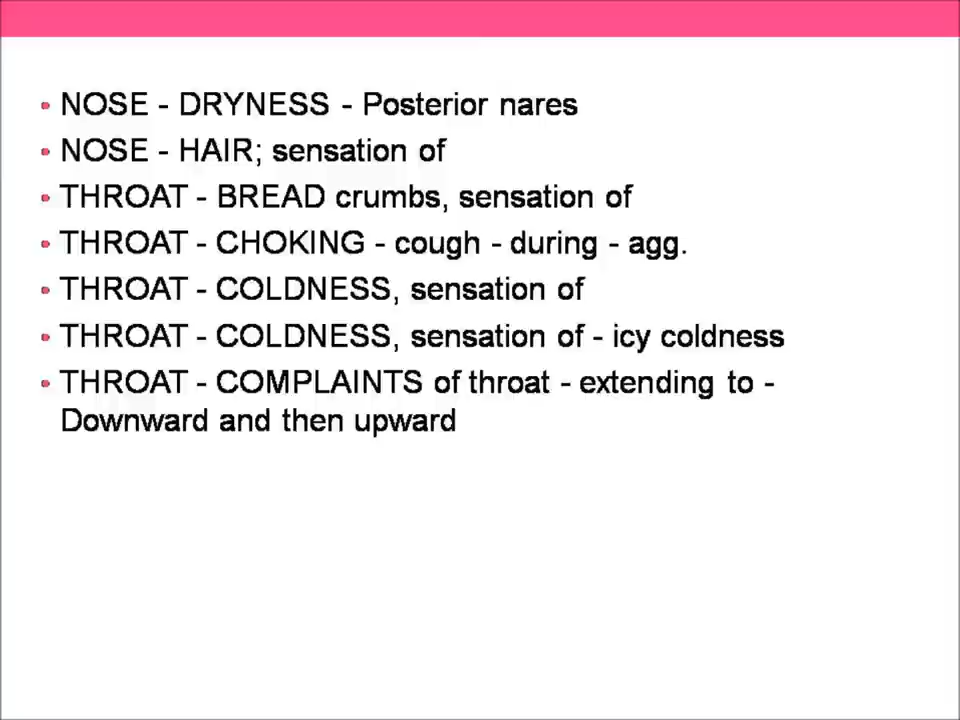 • NOSE - DRYNESS - Posterior nares
• NOSE - HAIR; sensation of
• THROAT - BREAD crumbs, sensation of
• THROAT - CHOKING - cough - during - agg.
• THROAT - COLDNESS, sensation of
• THROAT - COLDNESS, sensation of - icy coldness
• THROAT - COMPLAINTS of throat - extending to -
Downward and then upward